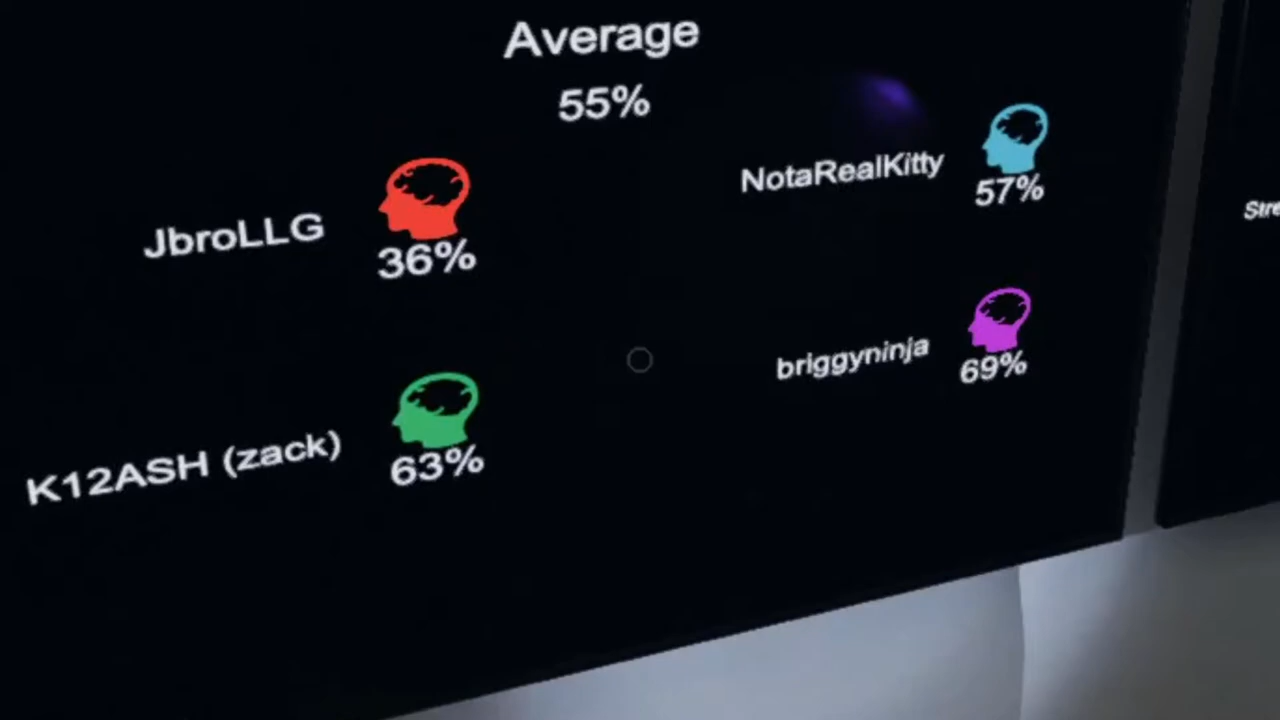 Average
55%
JbroLLG
36%
NotaRealKitty
57%
K12ASH (zack)
63%
briggyninja
69%